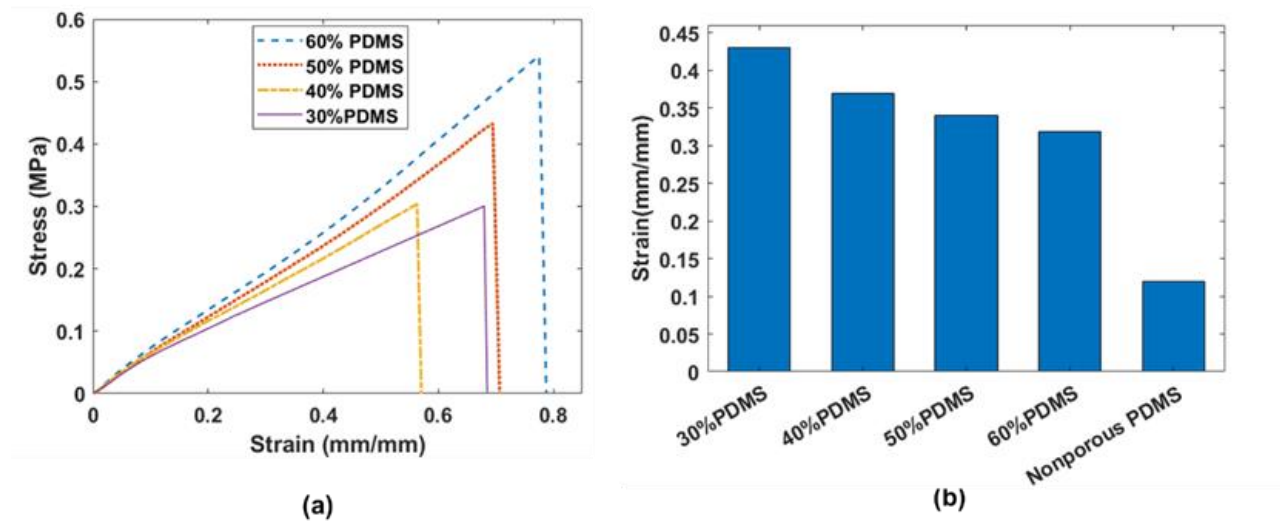 0.6
0.5
0.4
0.3
0.2
0.1
0
Stress (MPa)
60% PDMS
50% PDMS
40% PDMS
30%PDMS
0 0.2 0.4 0.6 0.8
Strain (mm/mm)
(a)
0.45
0.4
0.35
0.3
0.25
0.2
0.15
0.1
0.05
0
Strain(mm/mm)
30%PDMS
40%PDMS
50%PDMS
60%PDMS
Nonporous PDMS
(b)